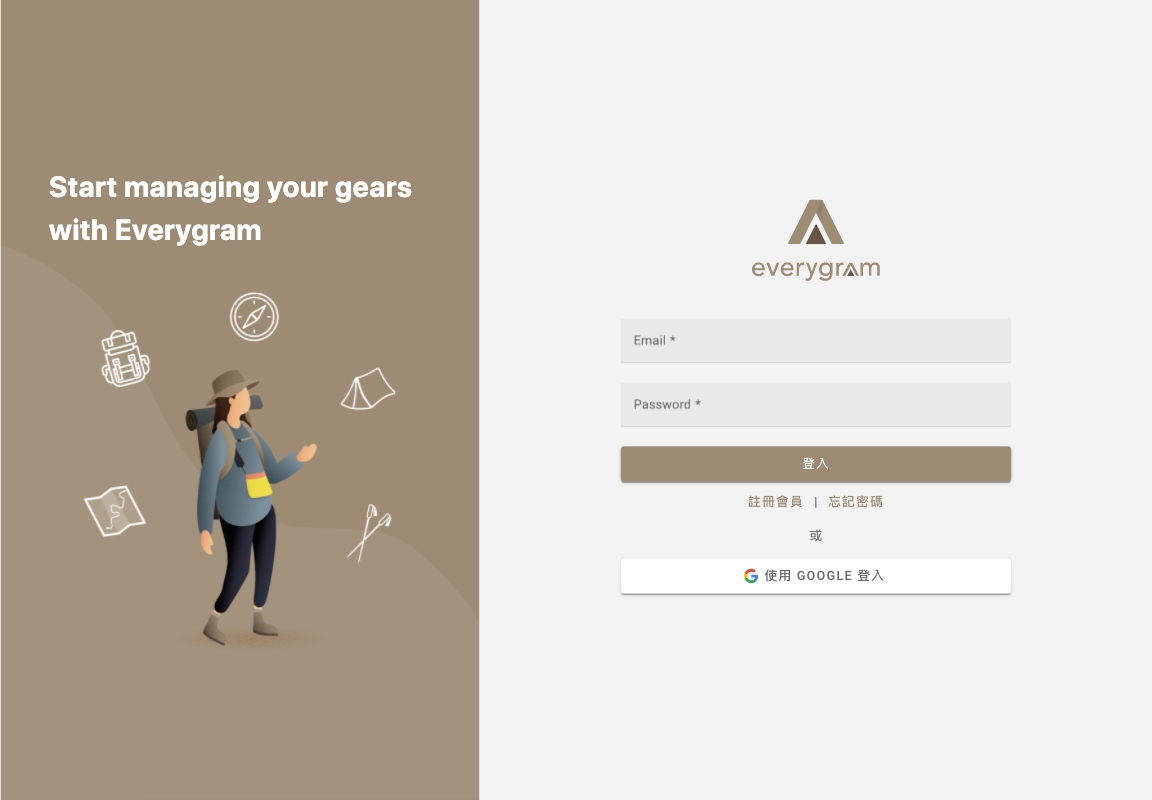 Start managing your gears
with Everygram
everygram
Email *
Password *
登入
註冊會員 | 忘記密碼
或
使用 GOOGLE 登入